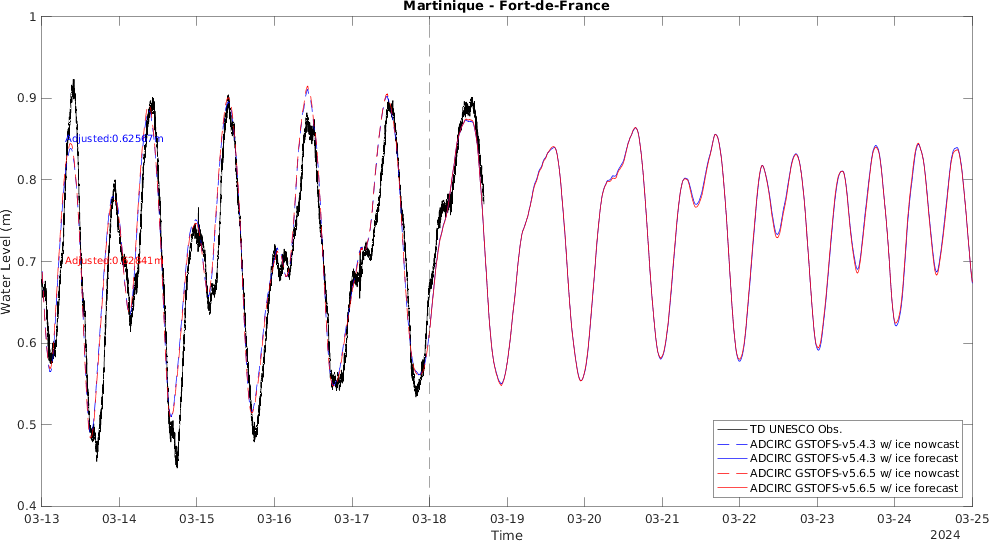 Martinique - Fort-de-France
1
0.9
0.8
0.7
0.6
0.5
0.4
Water Level (m)
Adjusted:0.62567m
TD UNESCO Obs.
ADCIRC GSTOFS-v5.4.3 w/ ice nowcast
ADCIRC GSTOFS-v5.4.3 w/ ice forecast
ADCIRC GSTOFS-v5.6.5 w/ ice nowcast
ADCIRC GSTOFS-v5.6.5 w/ ice forecast
03-13 03-14 03-15 03-16 03-17 03-18 03-19 03-20 03-21 03-22 03-23 03-24 03-25
Time
2024